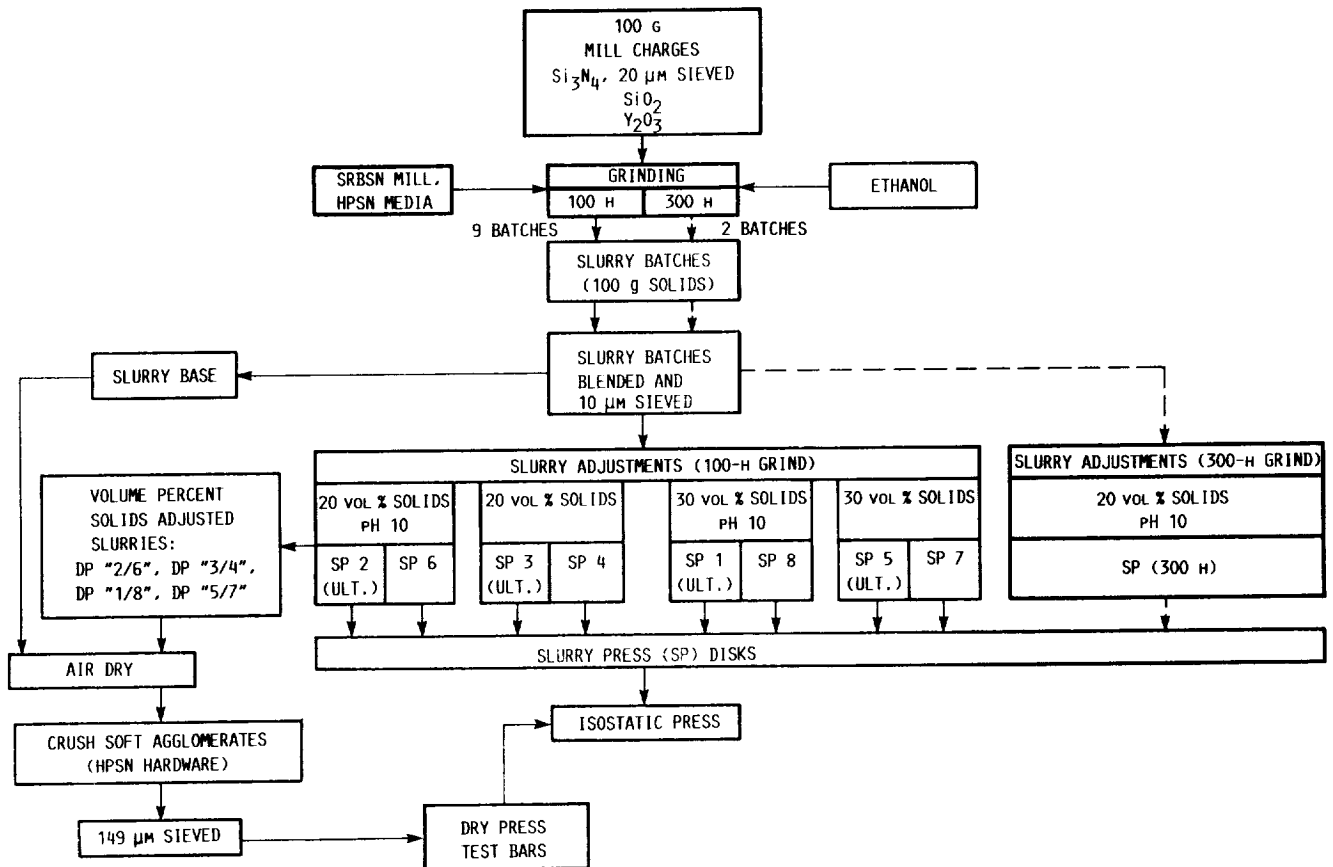 100 G
MILL CHARGES
Si3N4, 20 µM SIEVED
SiO2
Y2O3
SRBSN MILL,
HPSN MEDIA
GRINDING
100 H
300 H
ETHANOL
9 BATCHES
2 BATCHES
SLURRY BATCHES
(100 g SOLIDS)
SLURRY BASE
SLURRY BATCHES
BLENDED AND
10 µM SIEVED
VOLUME PERCENT
SOLIDS ADJUSTED
SLURRIES:
DP "2/6", DP "3/4",
DP "1/8", DP "5/7"
SLURRY ADJUSTMENTS (100-H GRIND)
20 VOL % SOLIDS
PH 10
SP 2
(ULT.)
SP 6
20 VOL % SOLIDS
SP 3
(ULT.)
SP 4
30 VOL % SOLIDS
PH 10
SP 1
(ULT.)
SP 8
30 VOL % SOLIDS
SP 5
(ULT.)
SP 7
SLURRY ADJUSTMENTS (300-H GRIND)
20 VOL % SOLIDS
PH 10
SP (300 H)
SLURRY PRESS (SP) DISKS
AIR DRY
ISOSTATIC PRESS
CRUSH SOFT AGGLOMERATES
(HPSN HARDWARE)
149 µM SIEVED
DRY PRESS
TEST BARS